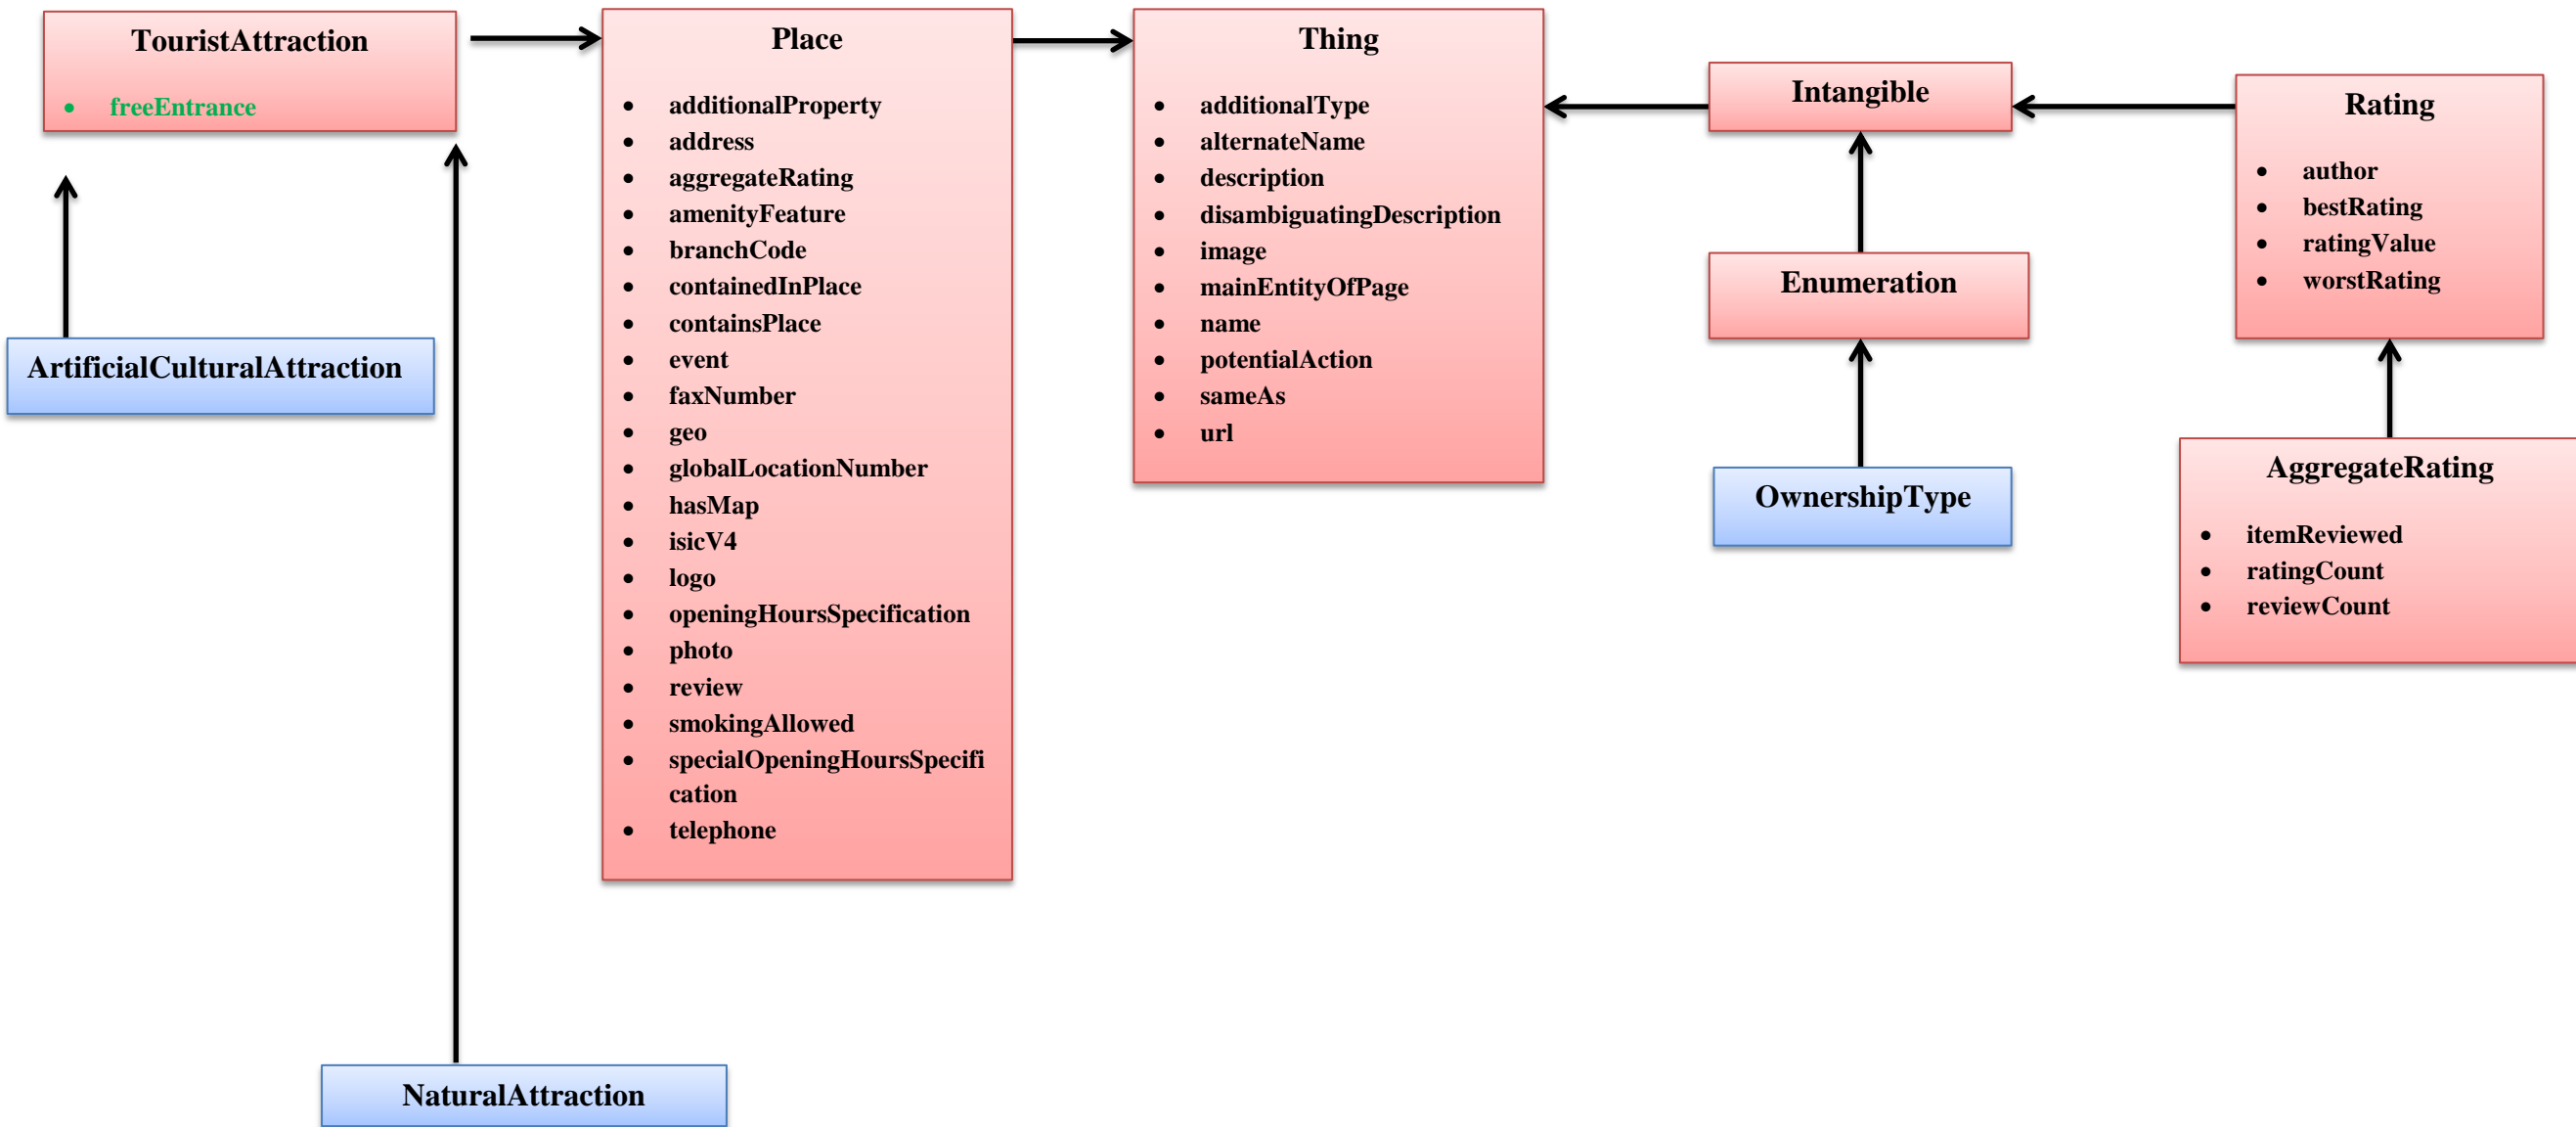 TouristAttraction
• freeEntrance
ArtificialCulturalAttraction
NaturalAttraction
Place
• additionalProperty
• address
• aggregateRating
• amenityFeature
• branchCode
• containedInPlace
• containsPlace
• event
• faxNumber
• geo
• globalLocationNumber
• hasMap
• isicV4
• logo
• openingHoursSpecification
• photo
• review
• smokingAllowed
• specialOpeningHoursSpecifi
cation
• telephone
Thing
• additionalType
• alternateName
• description
• disambiguatingDescription
• image
• mainEntityOfPage
• name
• potentialAction
• sameAs
• url
Intangible
Enumeration
OwnershipType
Rating
• author
• bestRating
• ratingValue
• worstRating
AggregateRating
• itemReviewed
• ratingCount
• reviewCount